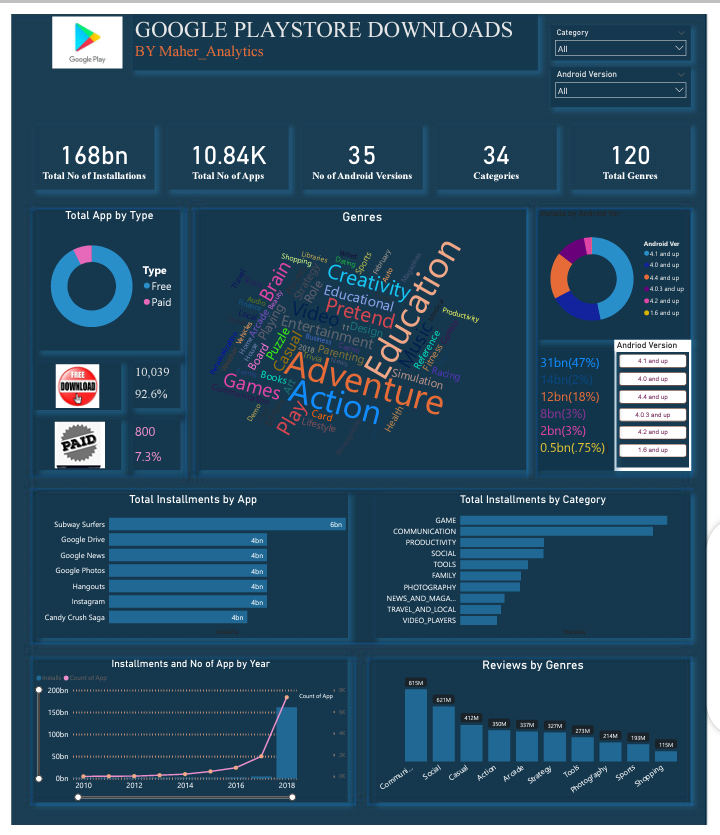 GOOGLE PLAYSTORE DOWNLOADS
BY Maher_Analytics
Google Play
Category
All
Android Version
All
168bn
Total No of Installations
10.84K
Total No of Apps
35
No of Android Versions
34
Categories
120
Total Genres
Total App by Type
Type
Free
Paid
FREE
DOWNLOAD
10,039
92.6%
PAID
800
7.3%
Genres
Education
Adventure
Action
Creativity
Educational
Pretend
Video
Entertainment
Design
Brain
Strategy
Role
Playing
Arcade
Beauty
Puzzle
Casual
Board
Books
Games
Play
Card
Lifestyle
Simulation
Racing
Health
Fitness
Reference
Music
Productivity
Parenting
Trivia
Business
2018
Libraries
Shopping
Dating
Sports
February
Auto
Magazines
Travel
Audio
Vehicles
House
Demo
Android Ver
4.1 and up
4.0 and up
4.4 and up
4.0.3 and up
4.2 and up
1.6 and up
31bn(47%)
14bn(2%)
12bn(18%)
8bn(3%)
2bn(3%)
0.5bn(.75%)
Andriod Version
4.1 and up
4.0 and up
4.4 and up
4.0.3 and up
4.2 and up
1.6 and up
Total Installments by App
Subway Surfers 6bn
Google Drive 4bn
Google News 4bn
Google Photos 4bn
Hangouts 4bn
Instagram 4bn
Candy Crush Saga 4bn
Total Installments by Category
GAME
COMMUNICATION
PRODUCTIVITY
SOCIAL
TOOLS
FAMILY
PHOTOGRAPHY
NEWS_AND_MAGA...
TRAVEL_AND_LOCAL
VIDEO_PLAYERS
Installments and No of App by Year
Installs Count of App
200bn
150bn
100bn
50bn
0bn
Count of App
2010 2012 2014 2016 2018
Reviews by Genres
815M
621M
412M
350M
337M
327M
273M
214M
193M
115M
Communi...
Social
Casual
Action
Arcade
Strategy
Tools
Photography
Sports
Shopping